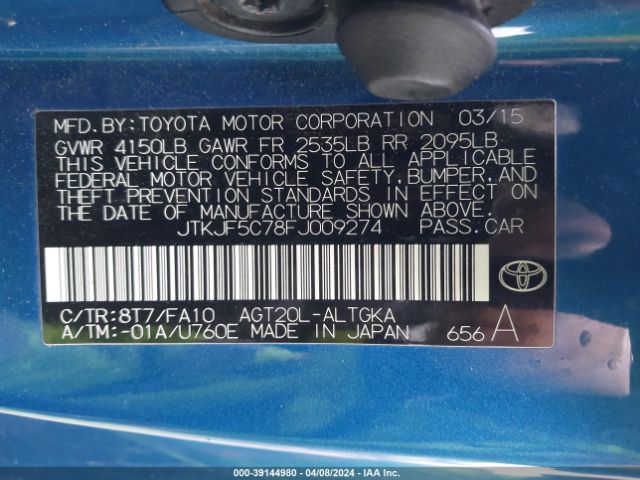 MFD. BY: TOYOTA MOTOR CORPORATION 03/15
GVWR 4150LB GAWR FR 2535LB RR 2095LB
THIS VEHICLE CONFORMS TO ALL APPLICABLE
FEDERAL MOTOR VEHICLE SAFETY, BUMPER, AND
THEFT PREVENTION STANDARDS IN EFFECT ON
THE DATE OF MANUFACTURE SHOWN ABOVE.
JTKJF5C78FJ009274 PASS. CAR
C/TR: 8T7/FA10 AGT20L-ALTGKA
A/TM: -01A/U760E MADE IN JAPAN 656 A
TOYOTA
000-39144980 - 04/08/2024 - IAA Inc.